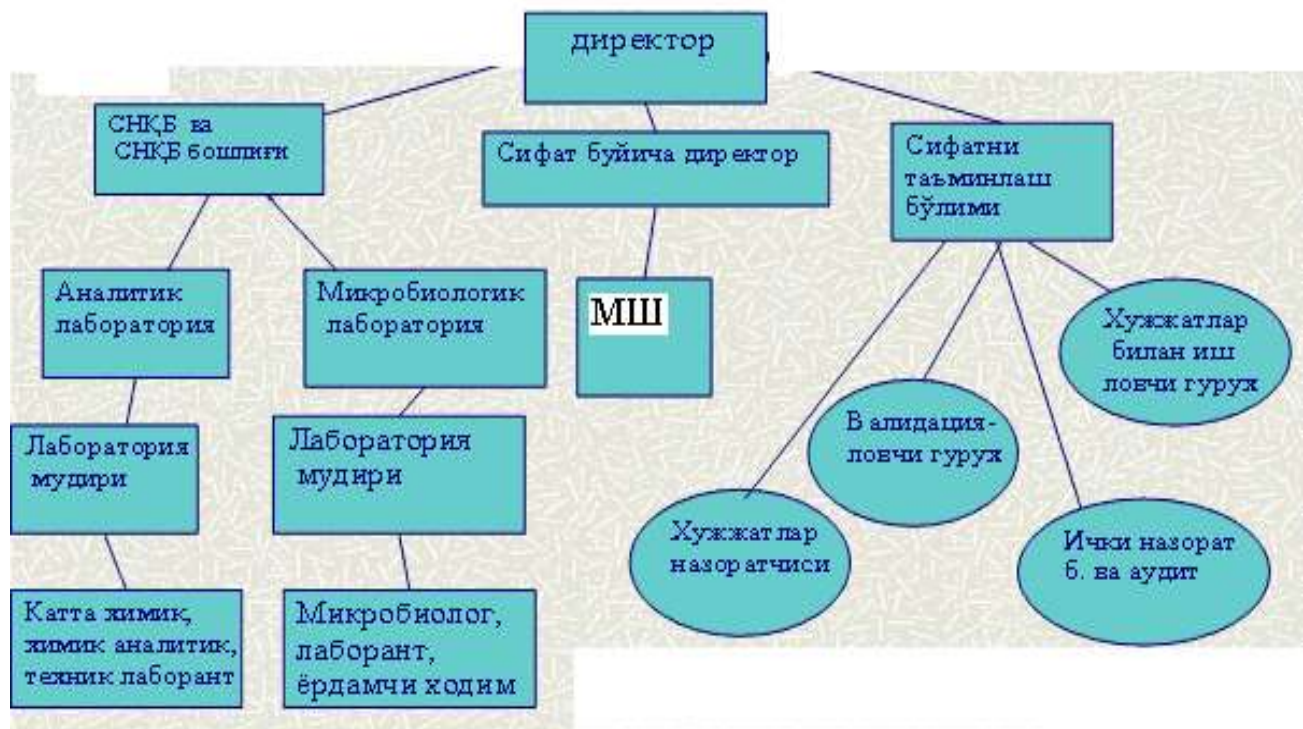 директор
СНҚБ ва
СНҚБ бошлиғи
Сифат буйича директор
Сифатни
таъминлаш
бўлими
Аналитик
лаборатория
Микробиологик
лаборатория
МШ
Хужжатлар
билан иш
ловчи гурух
Валидация-
ловчи гурух
Лаборатория
мудири
Лаборатория
мудири
Хужжатлар
назоратчиси
Ички назорат
б. ва аудит
Катта химик,
химик аналитик,
техник лаборант
Микробиолог,
лаборант,
ёрдамчи ходим